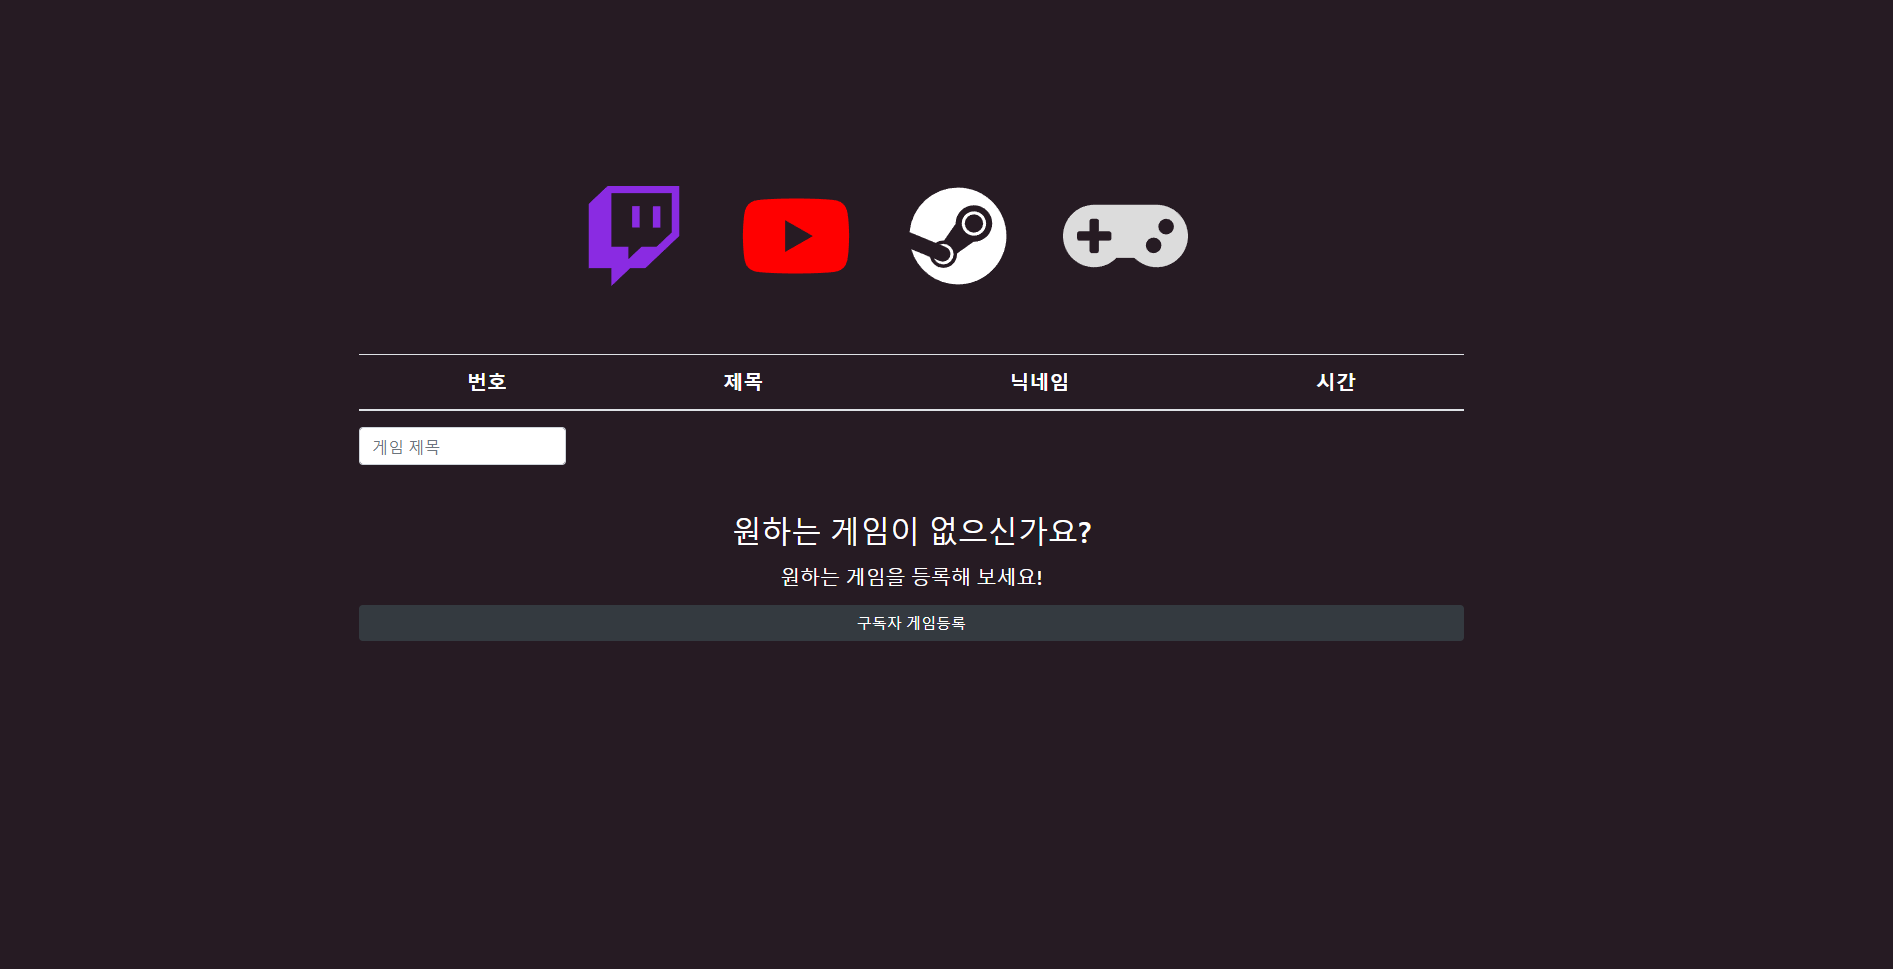 번호 제목 닉네임 시간
게임 제목
원하는 게임이 없으신가요?
원하는 게임을 등록해 보세요!
구독자 게임등록